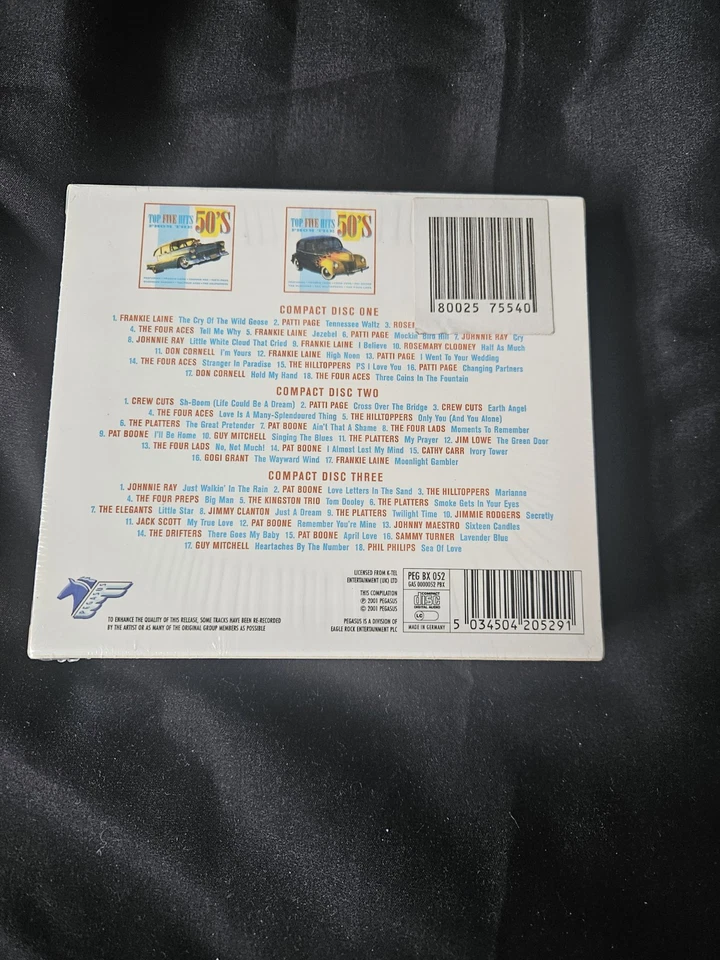 TOP FIVE HITS 50'S
FROM THE
TOP FIVE HITS 50'S
FROM THE
80025 75540
COMPACT DISC ONE
1. FRANKIE LAINE The Cry Of The Wild Goose 2. PATTI PAGE Tennessee Waltz 3. ROSEM
4. THE FOUR ACES Tell Me Why 5. FRANKIE LAINE Jezebel 6. PATTI PAGE Mockin' Bird Hill 7. JOHNNIE RAY Cry
8. JOHNNIE RAY Little White Cloud That Cried 9. FRANKIE LAINE I Believe 10. ROSEMARY CLOONEY Half As Much
11. DON CORNELL I'm Yours 12. FRANKIE LAINE High Noon 13. PATTI PAGE I Went To Your Wedding
14. THE FOUR ACES Stranger In Paradise 15. THE HILLTOPPERS PS I Love You 16. PATTI PAGE Changing Partners
17. DON CORNELL Hold My Hand 18. THE FOUR ACES Three Coins In The Fountain
COMPACT DISC TWO
1. CREW CUTS Sh-Boom (Life Could Be A Dream) 2. PATTI PAGE Cross Over The Bridge 3. CREW CUTS Earth Angel
4. THE FOUR ACES Love Is A Many-Splendoured Thing 5. THE HILLTOPPERS Only You (And You Alone)
6. THE PLATTERS The Great Pretender 7. PAT BOONE Ain't That A Shame 8. THE FOUR LADS Moments To Remember
9. PAT BOONE I'll Be Home 10. GUY MITCHELL Singing The Blues 11. THE PLATTERS My Prayer 12. JIM LOWE The Green Door
13. THE FOUR LADS No, Not Much! 14. PAT BOONE I Almost Lost My Mind 15. CATHY CARR Ivory Tower
16. GOGI GRANT The Wayward Wind 17. FRANKIE LAINE Moonlight Gambler
COMPACT DISC THREE
1. JOHNNIE RAY Just Walkin' In The Rain 2. PAT BOONE Love Letters In The Sand 3. THE HILLTOPPERS Marianne
4. THE FOUR PREPS Big Man 5. THE KINGSTON TRIO Tom Dooley 6. THE PLATTERS Smoke Gets In Your Eyes
7. THE ELEGANTS Little Star 8. JIMMY CLANTON Just A Dream 9. THE PLATTERS Twilight Time 10. JIMMIE RODGERS Secretly
11. JACK SCOTT My True Love 12. PAT BOONE Remember You're Mine 13. JOHNNY MAESTRO Sixteen Candles
14. THE DRIFTERS There Goes My Baby 15. PAT BOONE April Love 16. SAMMY TURNER Lavender Blue
17. GUY MITCHELL Heartaches By The Number 18. PHIL PHILIPS Sea Of Love
PEGASUS
TO ENHANCE THE QUALITY OF THIS RELEASE, SOME TRACKS HAVE BEEN RE-RECORDED
BY THE ARTIST OR AS MANY OF THE ORIGINAL GROUP MEMBERS AS POSSIBLE
LICENSED FROM K-TEL
ENTERTAINMENT (UK) LTD
THIS COMPILATION
℗ 2001 PEGASUS
© 2001 PEGASUS
PEGASUS IS A DIVISION OF
EAGLE ROCK ENTERTAINMENT PLC
PEG BX 052
GAS 0000052 PBX
COMPACT
disc
DIGITAL AUDIO
LC
MADE IN GERMANY
5 034504 205291